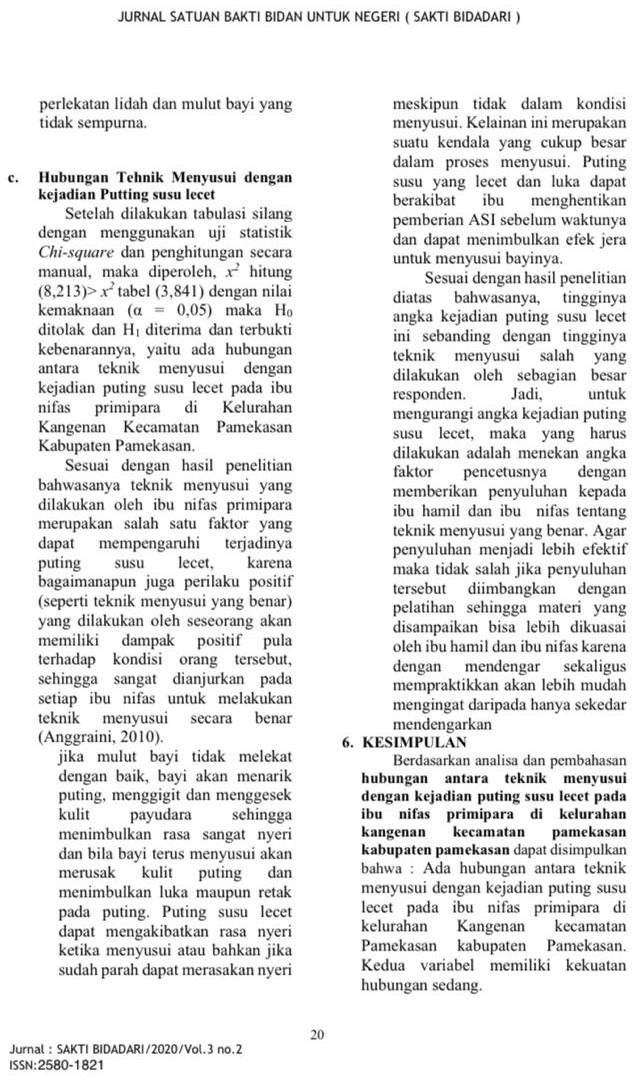 JURNAL SATUAN BAKTI BIDAN UNTUK NEGERI ( SAKTI BIDADARI )
perlekatan lidah dan mulut bayi yang
tidak sempurna.
c. Hubungan Tehnik Menyusui dengan
kejadian Putting susu lecet
Setelah dilakukan tabulasi silang
dengan menggunakan uji statistik
Chi-square dan penghitungan secara
manual, maka diperoleh, x² hitung
(8,213)> x² tabel (3,841) dengan nilai
kemaknaan (α = 0,05) maka H₀
ditolak dan H₁ diterima dan terbukti
kebenarannya, yaitu ada hubungan
antara teknik menyusui dengan
kejadian puting susu lecet pada ibu
nifas primipara di Kelurahan
Kangenan Kecamatan Pamekasan
Kabupaten Pamekasan.
Sesuai dengan hasil penelitian
bahwasanya teknik menyusui yang
dilakukan oleh ibu nifas primipara
merupakan salah satu faktor yang
dapat mempengaruhi terjadinya
puting susu lecet, karena
bagaimanapun juga perilaku positif
(seperti teknik menyusui yang benar)
yang dilakukan oleh seseorang akan
memiliki dampak positif pula
terhadap kondisi orang tersebut,
sehingga sangat dianjurkan pada
setiap ibu nifas untuk melakukan
teknik menyusui secara benar
(Anggraini, 2010).
jika mulut bayi tidak melekat
dengan baik, bayi akan menarik
puting, menggigit dan menggesek
kulit payudara sehingga
menimbulkan rasa sangat nyeri
dan bila bayi terus menyusui akan
merusak kulit puting dan
menimbulkan luka maupun retak
pada puting. Puting susu lecet
dapat mengakibatkan rasa nyeri
ketika menyusui atau bahkan jika
sudah parah dapat merasakan nyeri
meskipun tidak dalam kondisi
menyusui. Kelainan ini merupakan
suatu kendala yang cukup besar
dalam proses menyusui. Puting
susu yang lecet dan luka dapat
berakibat ibu menghentikan
pemberian ASI sebelum waktunya
dan dapat menimbulkan efek jera
untuk menyusui bayinya.
Sesuai dengan hasil penelitian
diatas bahwasanya, tingginya
angka kejadian puting susu lecet
ini sebanding dengan tingginya
teknik menyusui salah yang
dilakukan oleh sebagian besar
responden. Jadi, untuk
mengurangi angka kejadian puting
susu lecet, maka yang harus
dilakukan adalah menekan angka
faktor pencetusnya dengan
memberikan penyuluhan kepada
ibu hamil dan ibu nifas tentang
teknik menyusui yang benar. Agar
penyuluhan menjadi lebih efektif
maka tidak salah jika penyuluhan
tersebut diimbangkan dengan
pelatihan sehingga materi yang
disampaikan bisa lebih dikuasai
oleh ibu hamil dan ibu nifas karena
dengan mendengar sekaligus
mempraktikkan akan lebih mudah
mengingat daripada hanya sekedar
mendengarkan
6. KESIMPULAN
Berdasarkan analisa dan pembahasan
hubungan antara teknik menyusui
dengan kejadian puting susu lecet pada
ibu nifas primipara di kelurahan
kangenan kecamatan pamekasan
kabupaten pamekasan dapat disimpulkan
bahwa : Ada hubungan antara teknik
menyusui dengan kejadian puting susu
lecet pada ibu nifas primipara di
kelurahan Kangenan kecamatan
Pamekasan kabupaten Pamekasan.
Kedua variabel memiliki kekuatan
hubungan sedang.
20
Jurnal : SAKTI BIDADARI/2020/Vol.3 no.2
ISSN:2580-1821